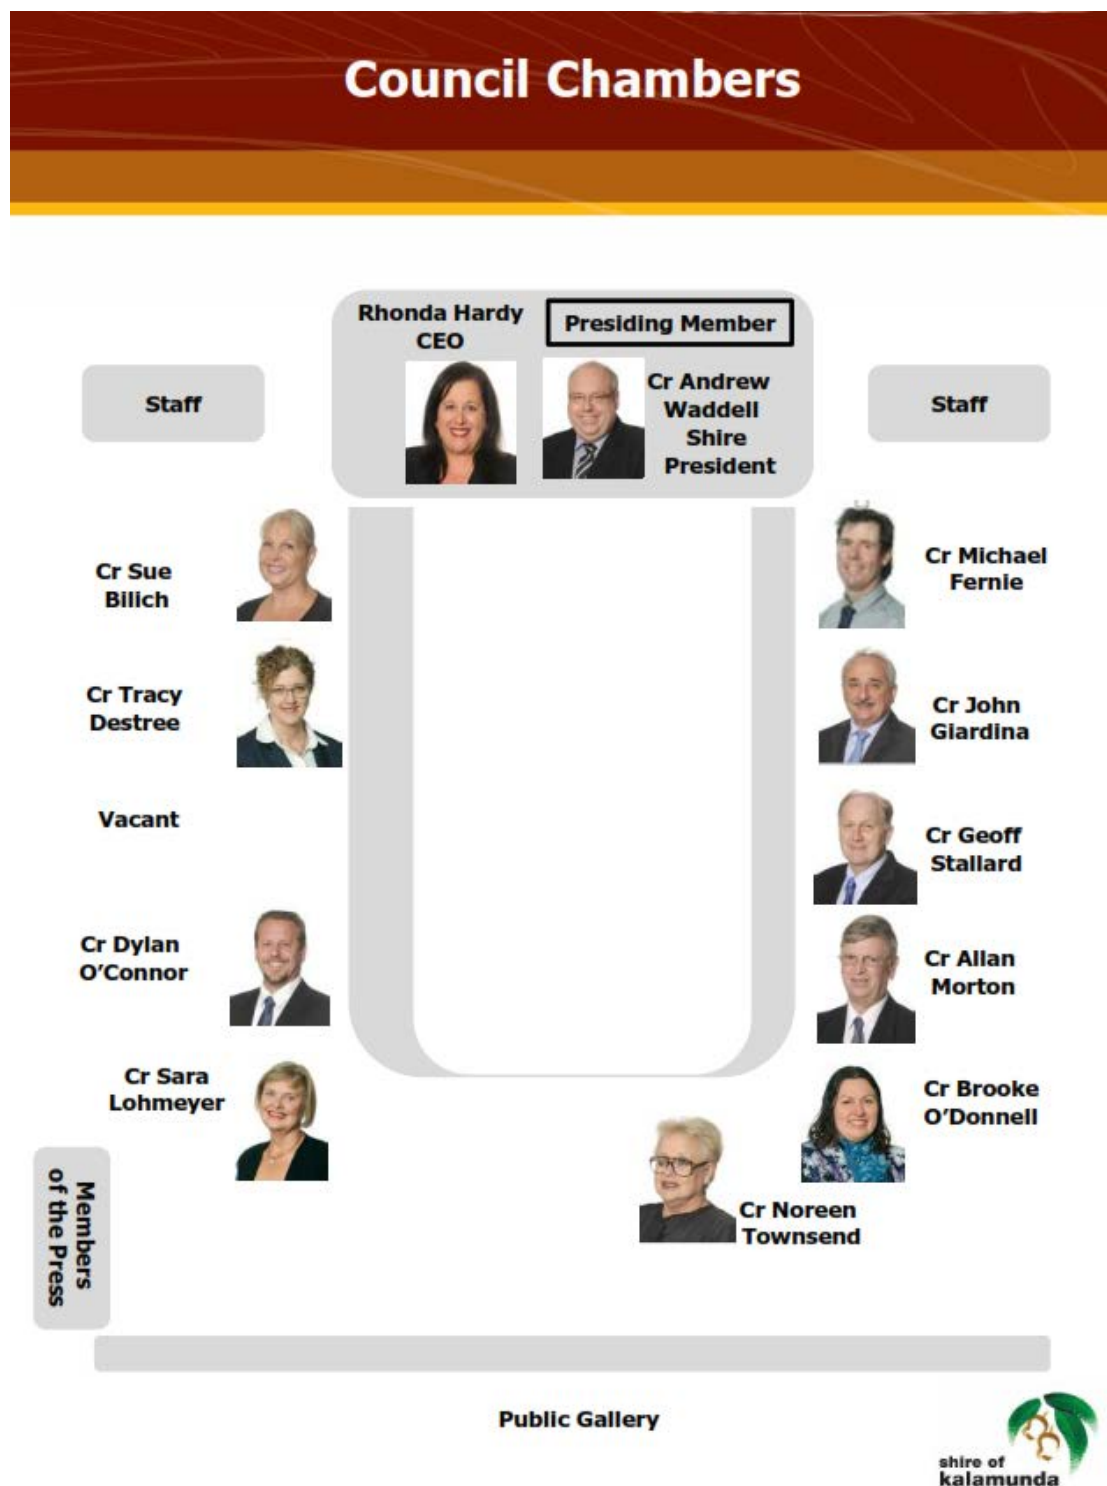 Council Chambers
Rhonda Hardy
CEO
Presiding Member
Cr Andrew
Waddell
Shire
President
Staff
Staff
Cr Sue
Bilich
Cr Michael
Fernie
Cr Tracy
Destree
Cr John
Giardina
Vacant
Cr Geoff
Stallard
Cr Dylan
O'Connor
Cr Allan
Morton
Cr Sara
Lohmeyer
Cr Brooke
O'Donnell
Cr Noreen
Townsend
Members
of the Press
Public Gallery
shire of
kalamunda